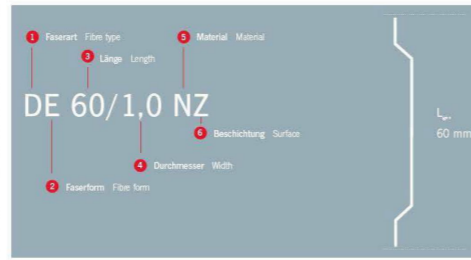 1 Faserart Fibre type
5 Material Material
3 Länge Length
DE 60/1,0 NZ
6 Beschichtung Surface
4 Durchmesser Width
2 Faserform Fibre form
60 mm